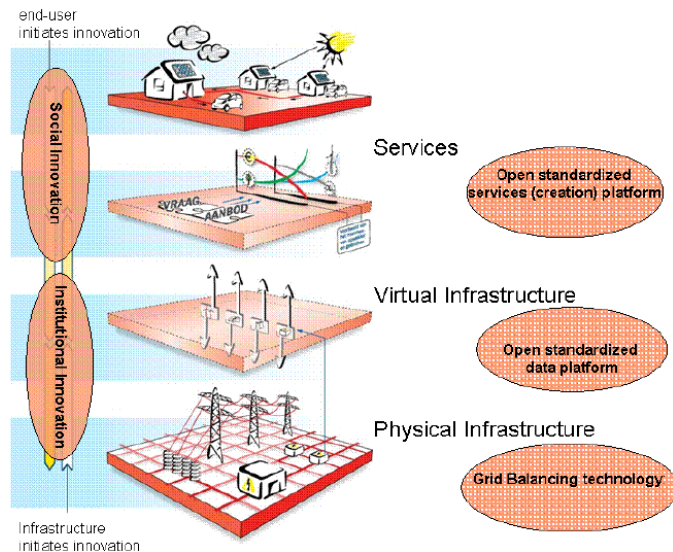 end-user
initiates innovation
Social Innovation
Services
Open standardized
services (creation) platform
€
VRAAG
AANBOD
Institutional Innovation
Virtual Infrastructure
Open standardized
data platform
Physical Infrastructure
Grid Balancing technology
Infrastructure
initiates innovation